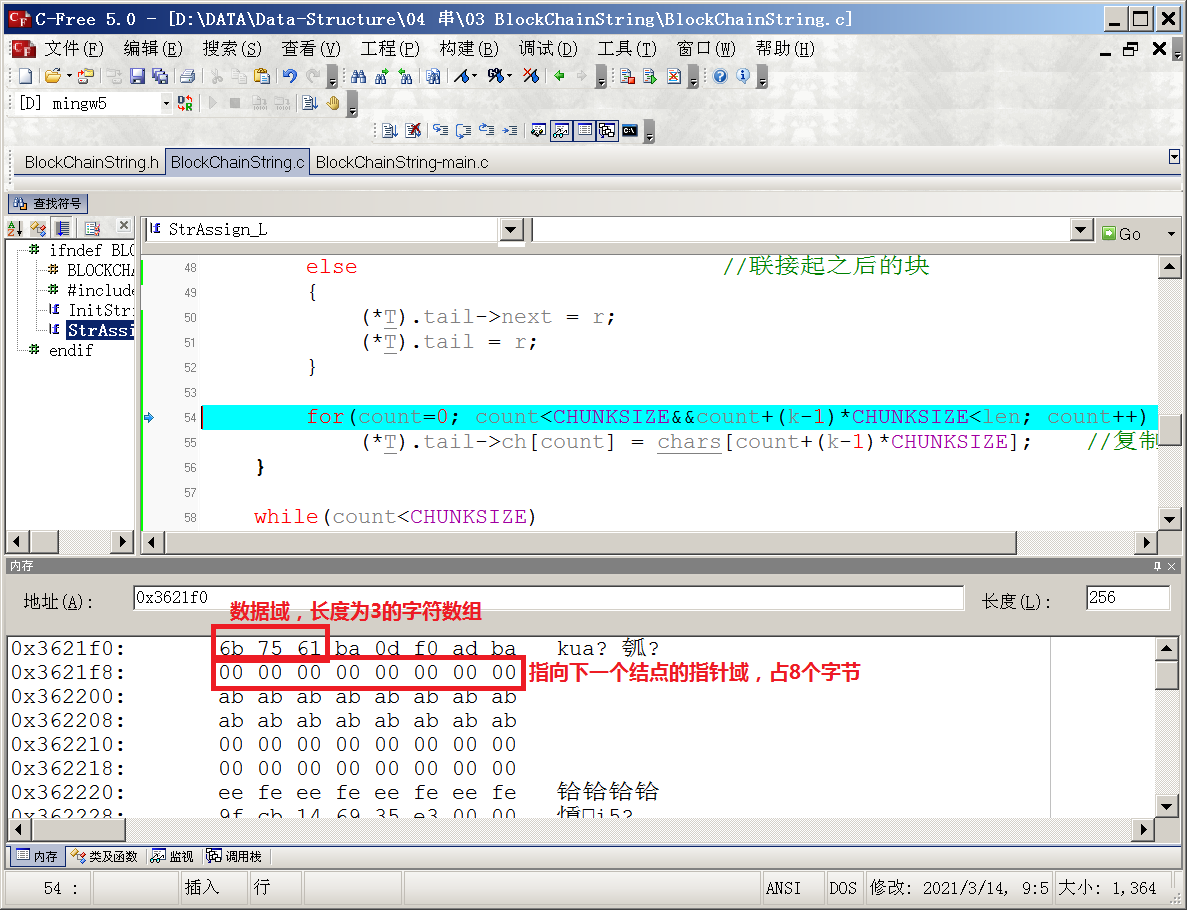 C-Free 5.0 - [D:\DATA\Data-Structure\04 串\03 BlockChainString\BlockChainString.c]
文件(F) 编辑(E) 搜索(S) 查看(V) 工程(P) 构建(B) 调试(D) 工具(T) 窗口(W) 帮助(H)
[D] mingw5
BlockChainString.h BlockChainString.c BlockChainString-main.c
查找符号
StrAssign_L
Go
ifndef BLO
BLOCKCHA
#include
InitStri
StrAssi
endif
48 else //联接起之后的块
49 {
50 (*T).tail->next = r;
51 (*T).tail = r;
52 }
53
54 for(count=0; count<CHUNKSIZE&&count+(k-1)*CHUNKSIZE<len; count++)
55 (*T).tail->ch[count] = chars[count+(k-1)*CHUNKSIZE]; //复制
56 }
57
58 while(count<CHUNKSIZE)
内存
地址(A): 0x3621f0 长度(L): 256
数据域，长度为3的字符数组
0x3621f0: 6b 75 61 ba 0d f0 ad ba kua? 瓠?
0x3621f8: 00 00 00 00 00 00 00 00
指向下一个结点的指针域，占8个字节
0x362200: ab ab ab ab ab ab ab ab
0x362208: ab ab ab ab ab ab ab ab
0x362210: 00 00 00 00 00 00 00 00
0x362218: 00 00 00 00 00 00 00 00
0x362220: ee fe ee fe ee fe ee fe 铪铪铪铪
0x362228: 9f cb 14 69 35 e3 00 00
内存 类及函数 监视 调用栈
54 : 插入 行 ANSI DOS 修改: 2021/3/14, 9:5 大小: 1,364